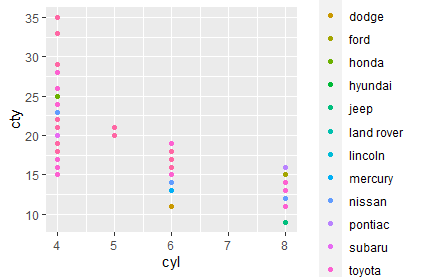 35
30
25
20
15
10
cty
4
5
6
7
8
cyl
dodge
ford
honda
hyundai
jeep
land rover
lincoln
mercury
nissan
pontiac
subaru
toyota